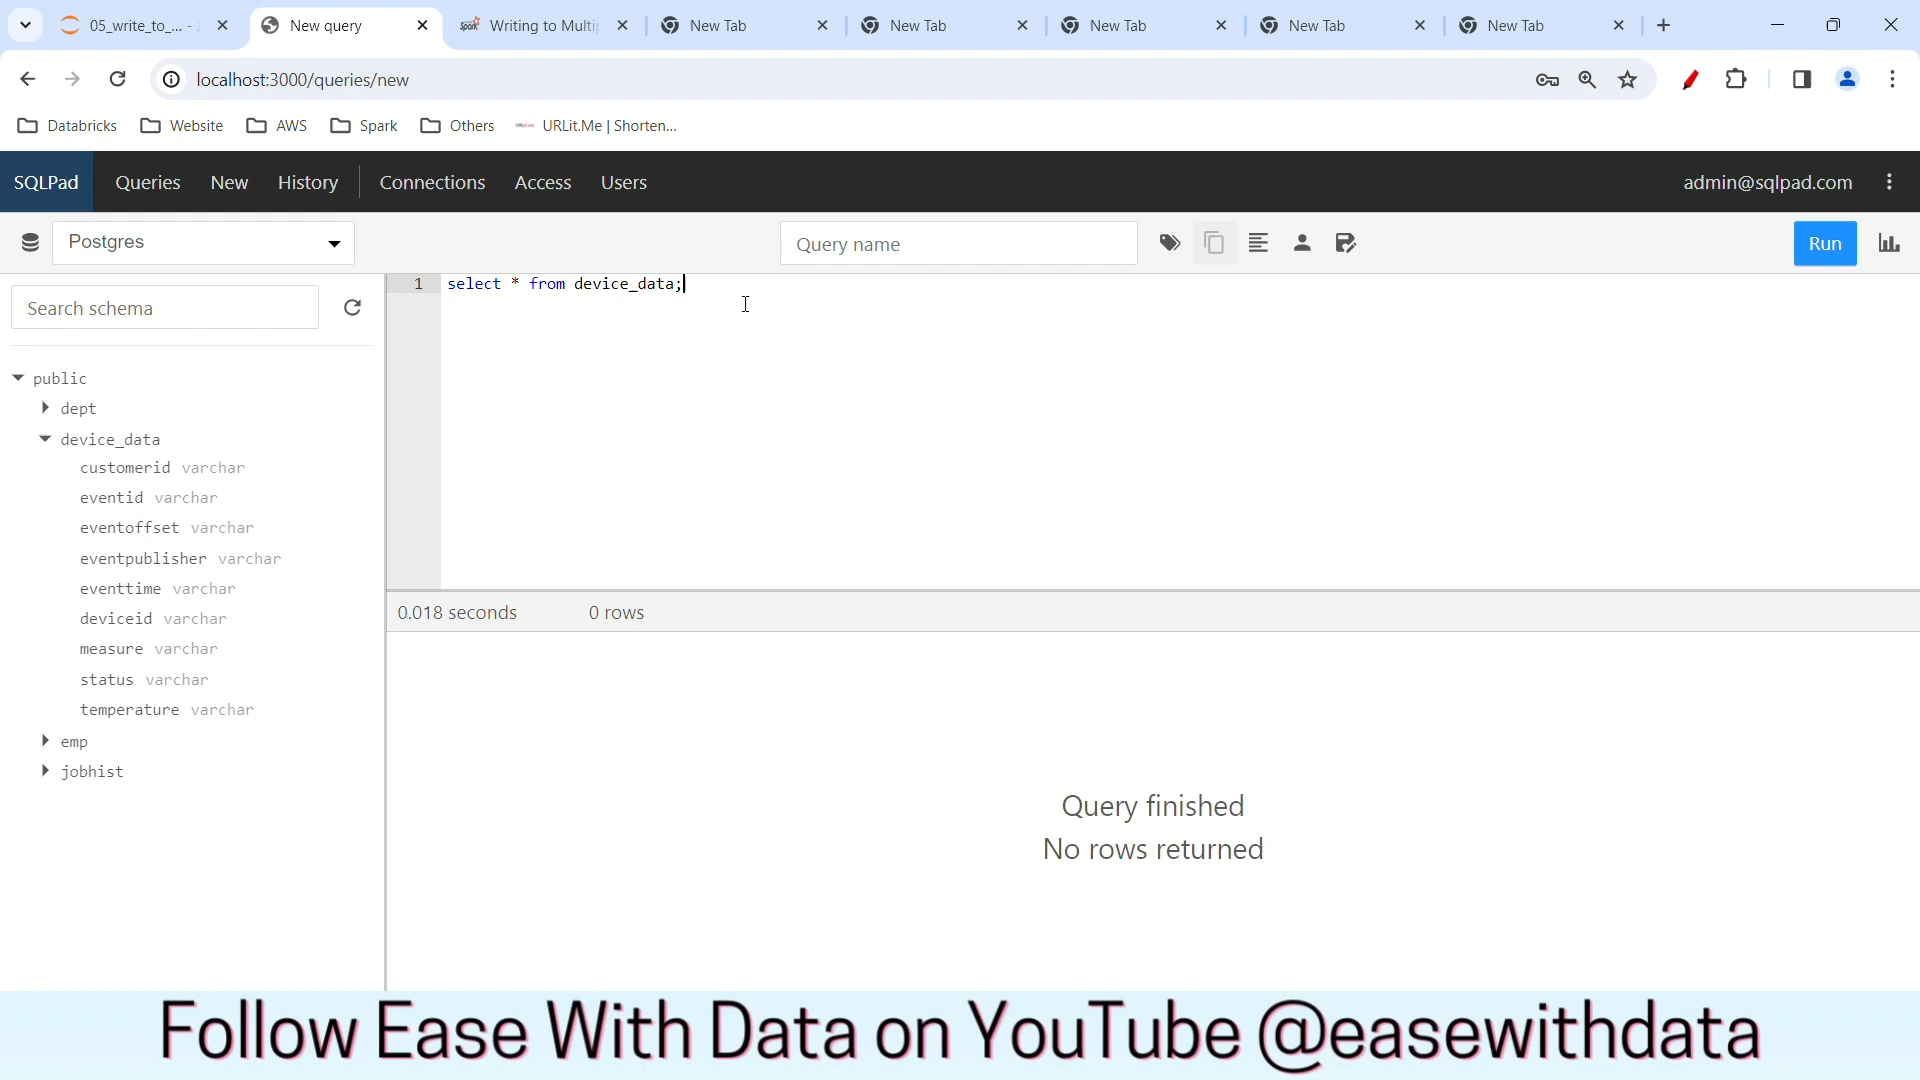 05_write_to_... -
New query
Writing to Multip
New Tab
New Tab
New Tab
New Tab
New Tab
localhost:3000/queries/new
Databricks
Website
AWS
Spark
Others
URLit.Me | Shorten...
SQLPad
Queries
New
History
Connections
Access
Users
admin@sqlpad.com
Postgres
Query name
Run
Search schema
1 select * from device_data;
public
dept
device_data
customerid varchar
eventid varchar
eventoffset varchar
eventpublisher varchar
eventtime varchar
deviceid varchar
measure varchar
status varchar
temperature varchar
emp
jobhist
0.018 seconds 0 rows
Query finished
No rows returned
Follow Ease With Data on YouTube @easewithdata